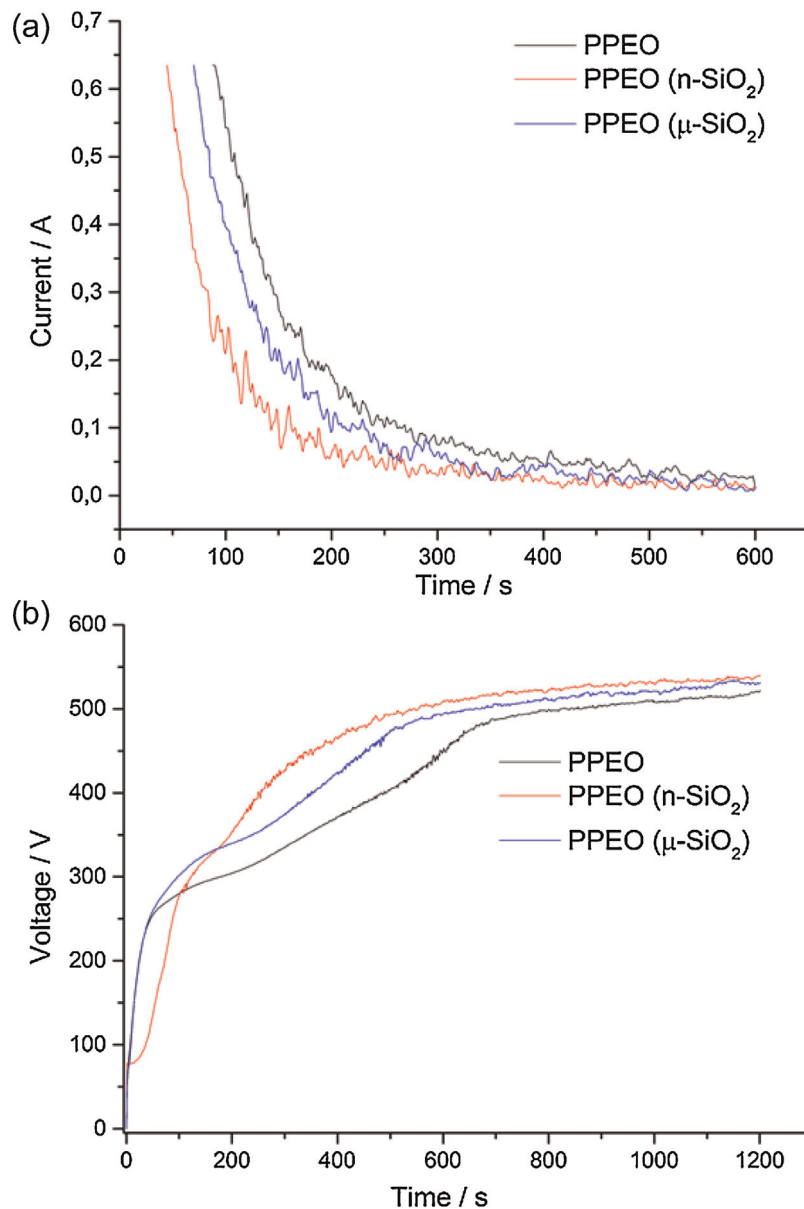 (a)
0,7
0,6
0,5
0,4
0,3
0,2
0,1
0,0
Current / A
PPEO
PPEO (n-SiO₂)
PPEO (μ-SiO₂)
0 100 200 300 400 500 600
Time / s
(b)
600
500
400
300
200
100
0
Voltage / V
PPEO
PPEO (n-SiO₂)
PPEO (μ-SiO₂)
0 200 400 600 800 1000 1200
Time / s